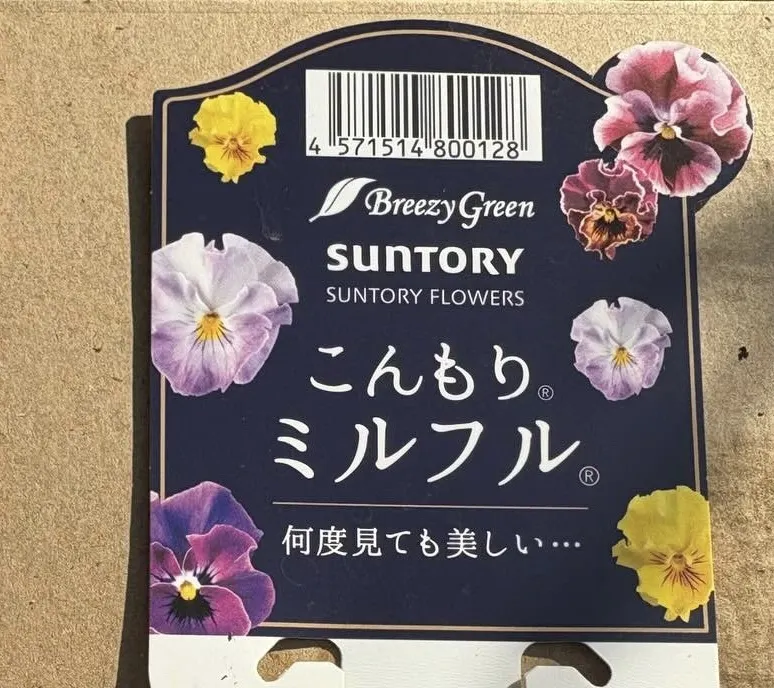 4 571514 800128
Breezy Green
SUNTORY
SUNTORY FLOWERS
こんもり®
ミルフル®
何度見ても美しい…